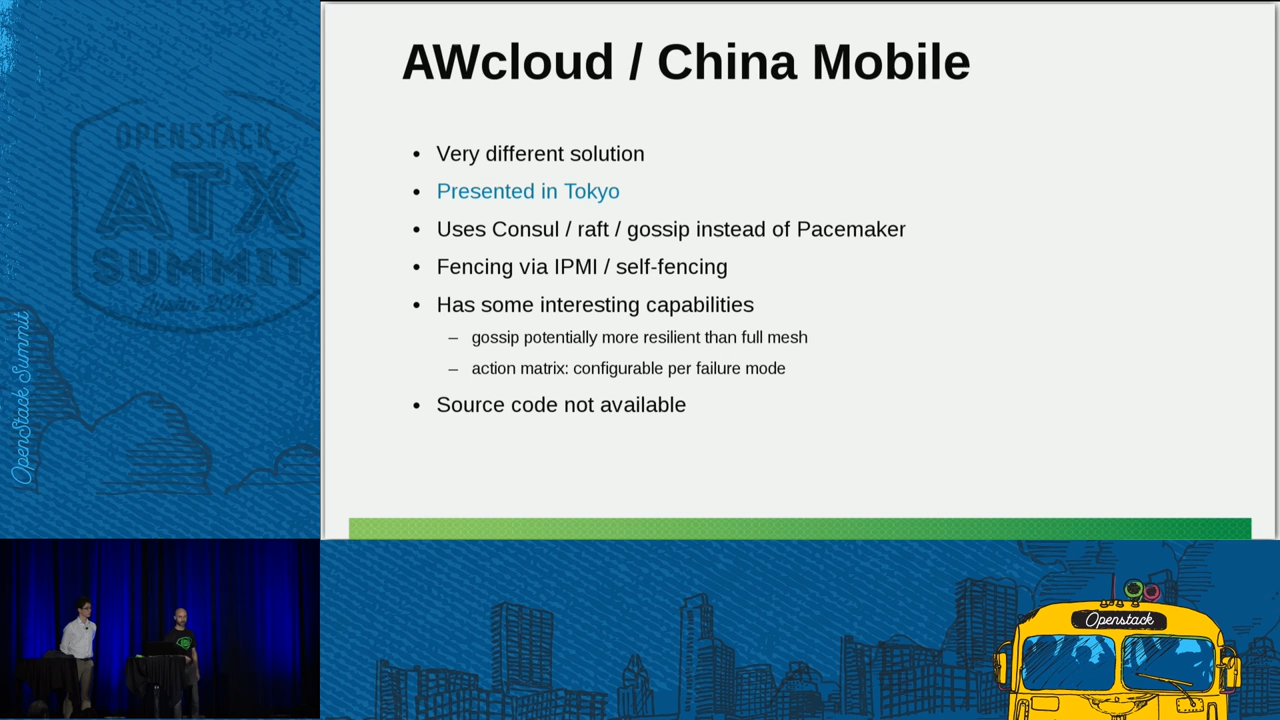 AWcloud / China Mobile
• Very different solution
• Presented in Tokyo
• Uses Consul / raft / gossip instead of Pacemaker
• Fencing via IPMI / self-fencing
• Has some interesting capabilities
– gossip potentially more resilient than full mesh
– action matrix: configurable per failure mode
• Source code not available
OPENSTACK
ATX
SUMMIT
Austin 2016
OpenStack Summit
Openstack